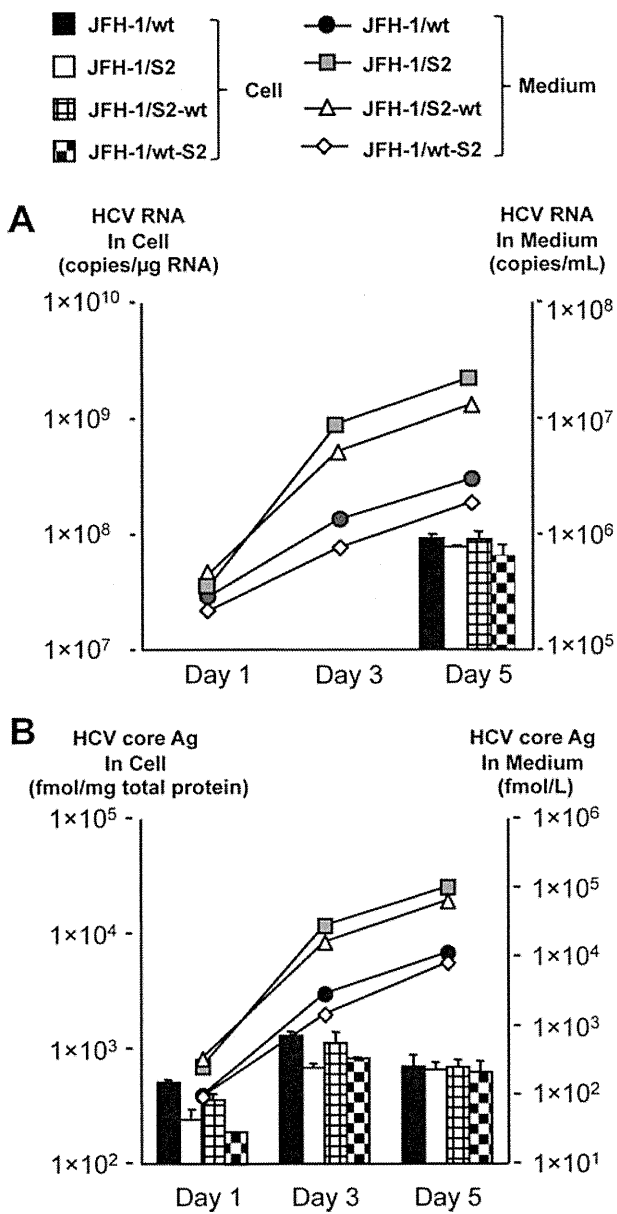 JFH-1/wt
JFH-1/S2
JFH-1/S2-wt
JFH-1/wt-S2
Cell
JFH-1/wt
JFH-1/S2
JFH-1/S2-wt
JFH-1/wt-S2
Medium
A
HCV RNA
In Cell
(copies/µg RNA)
HCV RNA
In Medium
(copies/mL)
1×10¹⁰
1×10⁹
1×10⁸
1×10⁷
1×10⁸
1×10⁷
1×10⁶
1×10⁵
Day 1 Day 3 Day 5
B
HCV core Ag
In Cell
(fmol/mg total protein)
HCV core Ag
In Medium
(fmol/L)
1×10⁵
1×10⁴
1×10³
1×10²
1×10⁶
1×10⁵
1×10⁴
1×10³
1×10²
1×10¹
Day 1 Day 3 Day 5